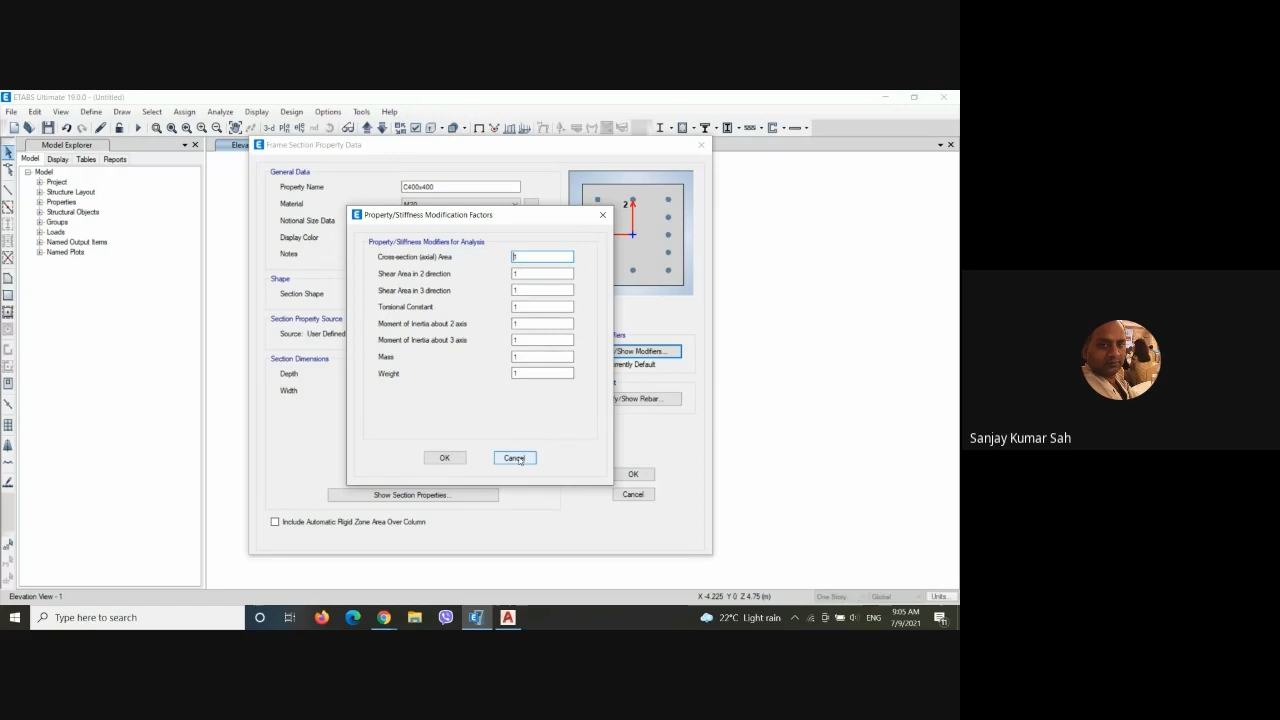 ETABS Ultimate 19.0.0 - (Untitled)
File Edit View Define Draw Select Assign Analyze Display Design Options Tools Help
3-d
Model Explorer
Model Display Tables Reports
Model
Project
Structure Layout
Properties
Structural Objects
Groups
Loads
Named Output Items
Named Plots
Eleva
Frame Section Property Data
General Data
Property Name C400x400
Material M20
Notional Size Data
Display Color
Notes
Shape
Section Shape
Section Property Source
Source: User Defined
Section Dimensions
Depth
Width
Show Section Properties...
Include Automatic Rigid Zone Area Over Column
2
/Show Modifiers...
rrently Default
y/Show Rebar...
OK
Cancel
Property/Stiffness Modification Factors
Property/Stiffness Modifiers for Analysis
Cross-section (axial) Area 1
Shear Area in 2 direction 1
Shear Area in 3 direction 1
Torsional Constant 1
Moment of Inertia about 2 axis 1
Moment of Inertia about 3 axis 1
Mass 1
Weight 1
OK Cancel
Elevation View - 1
X -4.225 Y 0 Z 4.75 (m)
One Story Global Units...
Type here to search
22°C Light rain
ENG
9:05 AM
7/9/2021
Sanjay Kumar Sah